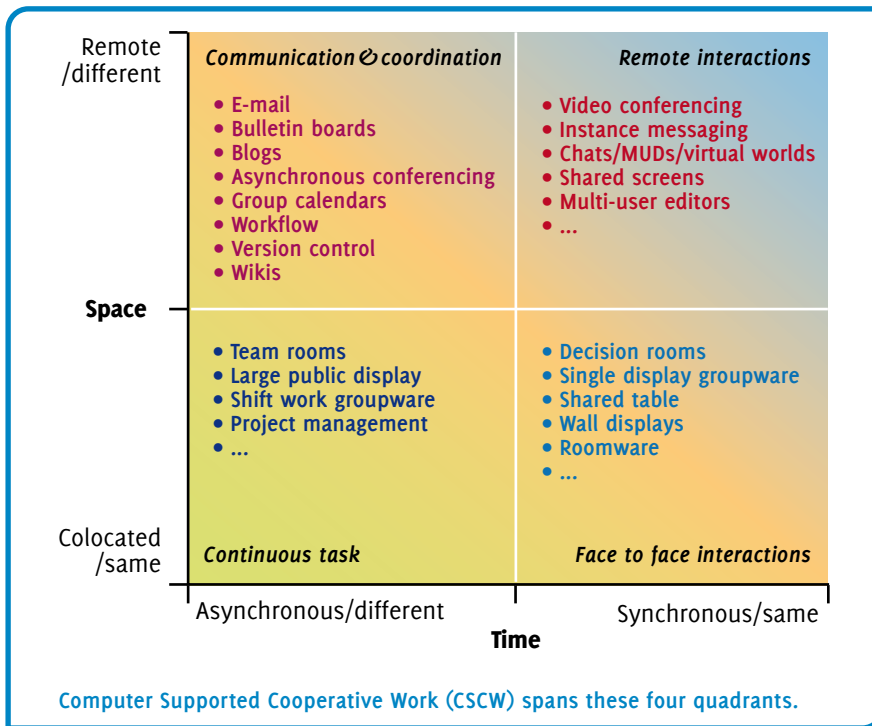 Remote
/different
Communication & coordination
• E-mail
• Bulletin boards
• Blogs
• Asynchronous conferencing
• Group calendars
• Workflow
• Version control
• Wikis
Remote interactions
• Video conferencing
• Instance messaging
• Chats/MUDs/virtual worlds
• Shared screens
• Multi-user editors
• ...
Space
• Team rooms
• Large public display
• Shift work groupware
• Project management
• ...
Continuous task
• Decision rooms
• Single display groupware
• Shared table
• Wall displays
• Roomware
• ...
Face to face interactions
Colocated
/same
Asynchronous/different
Synchronous/same
Time
Computer Supported Cooperative Work (CSCW) spans these four quadrants.